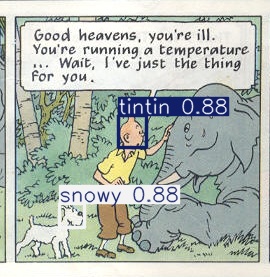 Good heavens, you're ill.
You're running a temperature
... Wait, I've just the thing
for you.
tintin 0.88
snowy 0.88